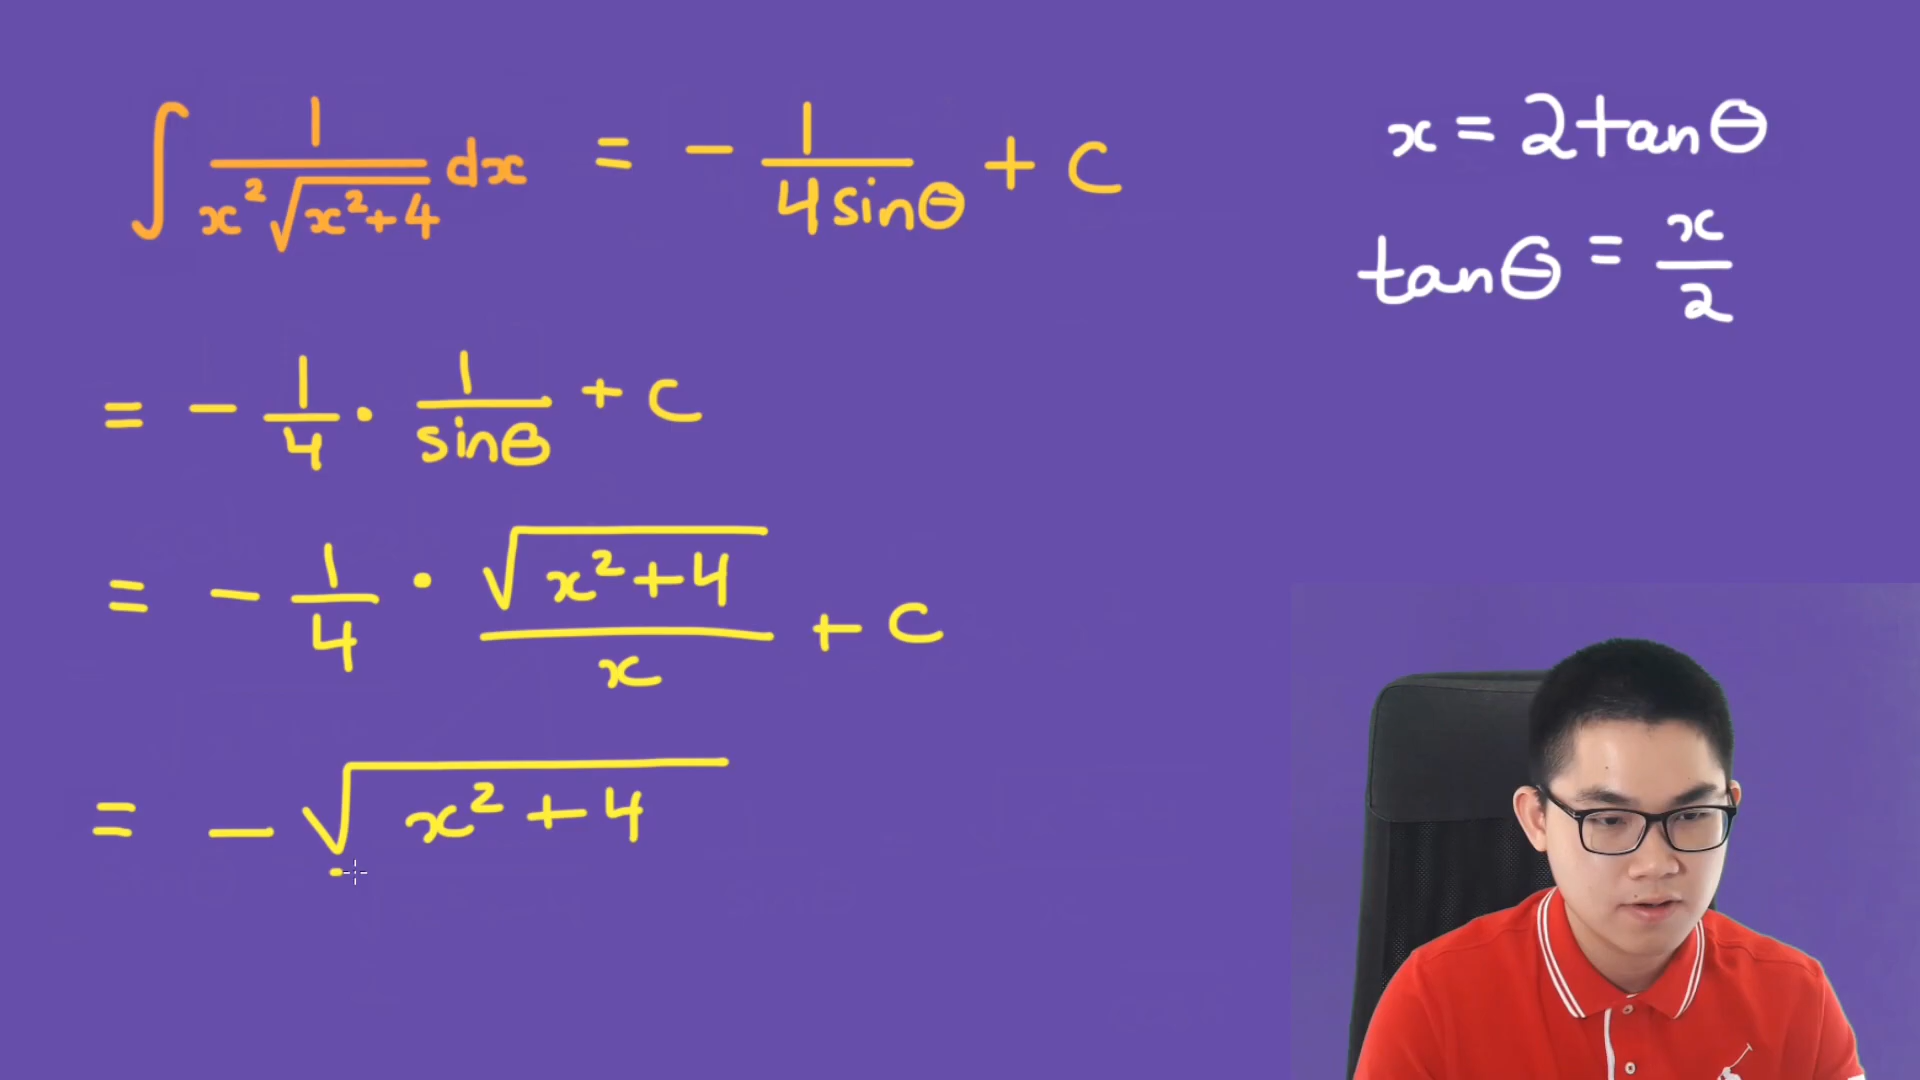 ∫ 1/(x²√(x²+4)) dx = - 1/(4sinθ) + C
x = 2tanθ
tanθ = x/2
= - 1/4 · 1/sinθ + C
= - 1/4 · √(x²+4)/x + C
= - √(x²+4)